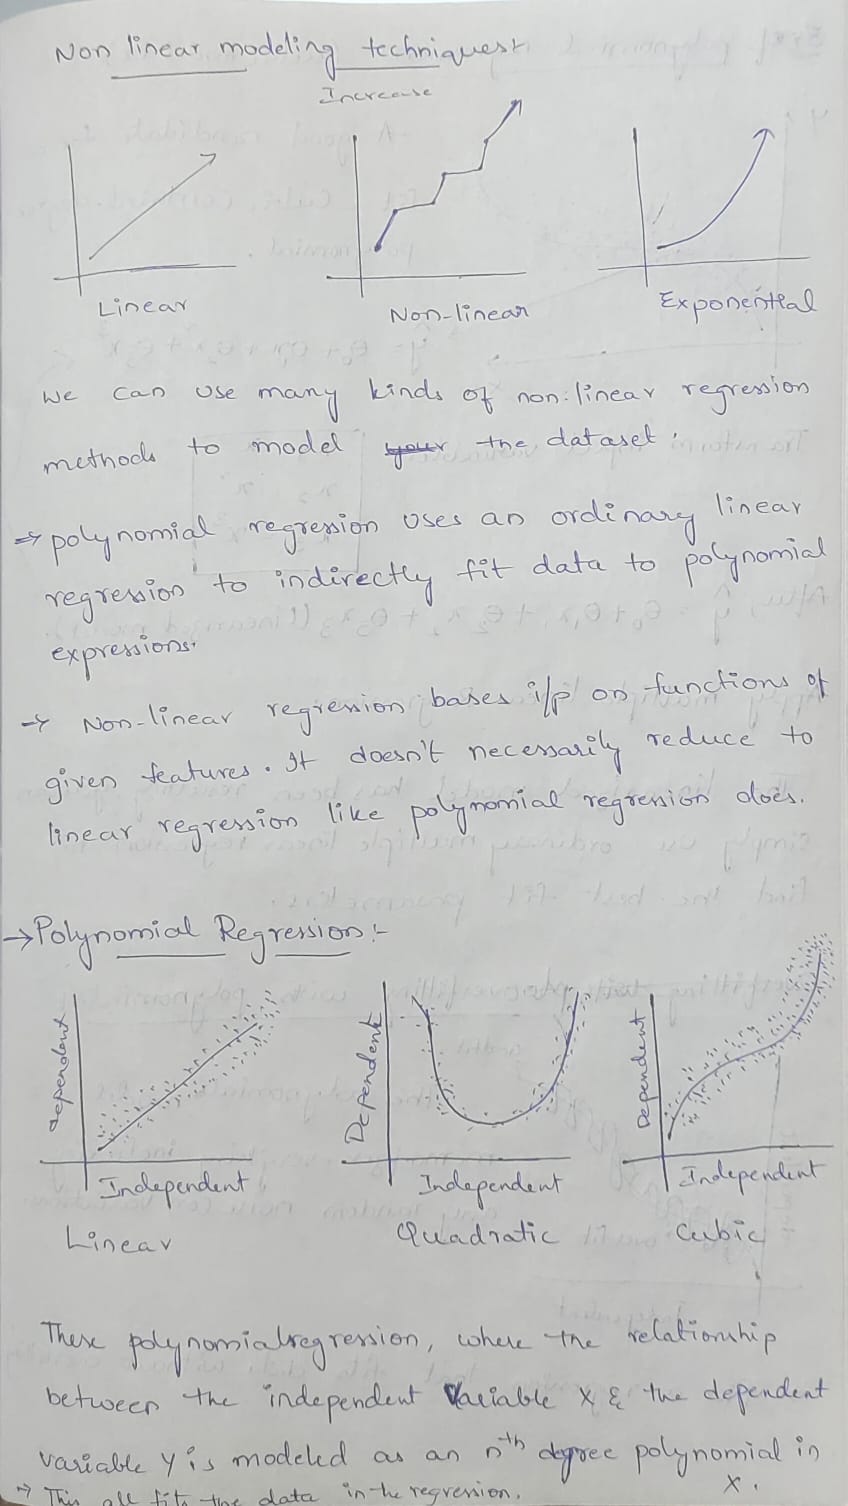 Non linear modeling techniques
Increase
Linear
Non-linear
Exponential
We can use many kinds of non-linear regression
methods to model your the dataset.
⇒ polynomial regression uses an ordinary linear
regression to indirectly fit data to polynomial
expressions.
→ Non-linear regression bases i/p on functions of
given features. It doesn't necessarily reduce to
linear regression like polynomial regression does.
→ Polynomial Regression:-
dependent
Dependent
Dependent
Independent
Independent
Independent
Linear
Quadratic
Cubic
These polynomial regression, where the relationship
between the independent Variable X & the dependent
variable y is modeled as an nth degree polynomial in
x.
→ This all fits the data in the regression.